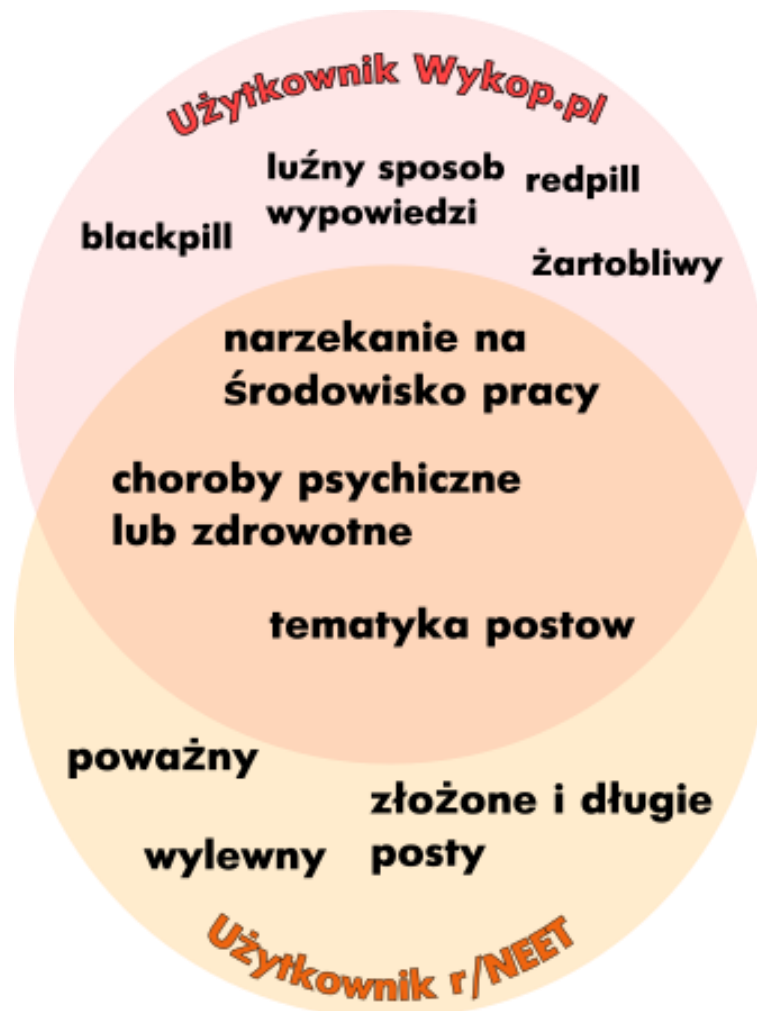 Użytkownik Wykop.pl
luźny sposob
wypowiedzi
redpill
blackpill
żartobliwy
narzekanie na
środowisko pracy
choroby psychiczne
lub zdrowotne
tematyka postow
poważny
złożone i długie
posty
wylewny
Użytkownik r/NEET